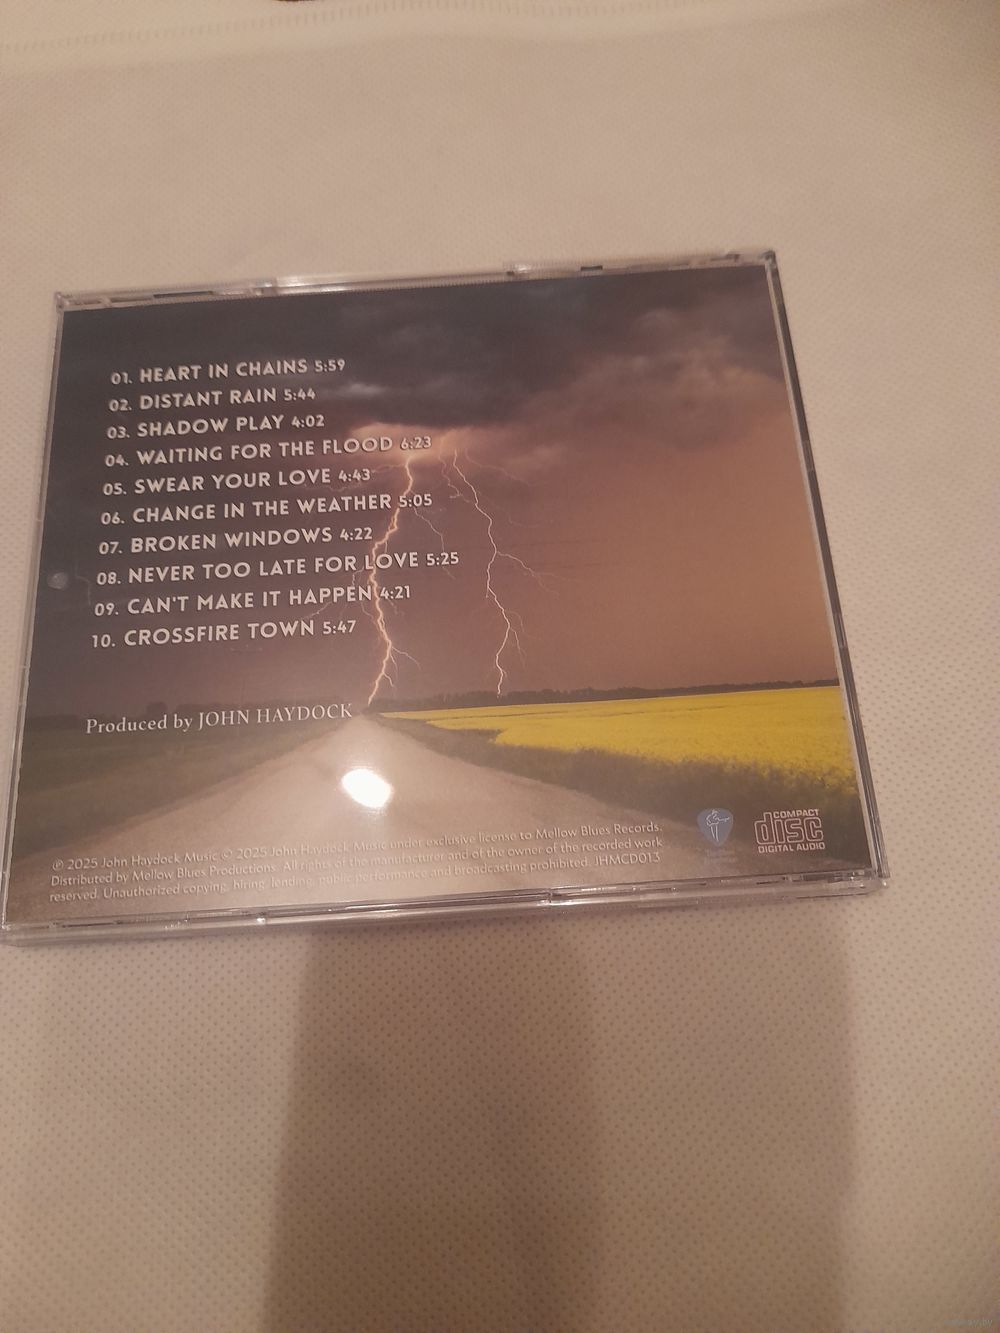 01. HEART IN CHAINS 5:59
02. DISTANT RAIN 5:44
03. SHADOW PLAY 4:02
04. WAITING FOR THE FLOOD 6:23
05. SWEAR YOUR LOVE 4:43
06. CHANGE IN THE WEATHER 5:05
07. BROKEN WINDOWS 4:22
08. NEVER TOO LATE FOR LOVE 5:25
09. CAN'T MAKE IT HAPPEN 4:21
10. CROSSFIRE TOWN 5:47
Produced by JOHN HAYDOCK
℗ 2025 John Haydock Music © 2025 John Haydock Music under exclusive license to Mellow Blues Records.
Distributed by Mellow Blues Productions. All rights of the manufacturer and of the owner of the recorded work
reserved. Unauthorized copying, hiring, lending, public performance and broadcasting prohibited. JHMCD013
COMPACT
disc
DIGITAL AUDIO